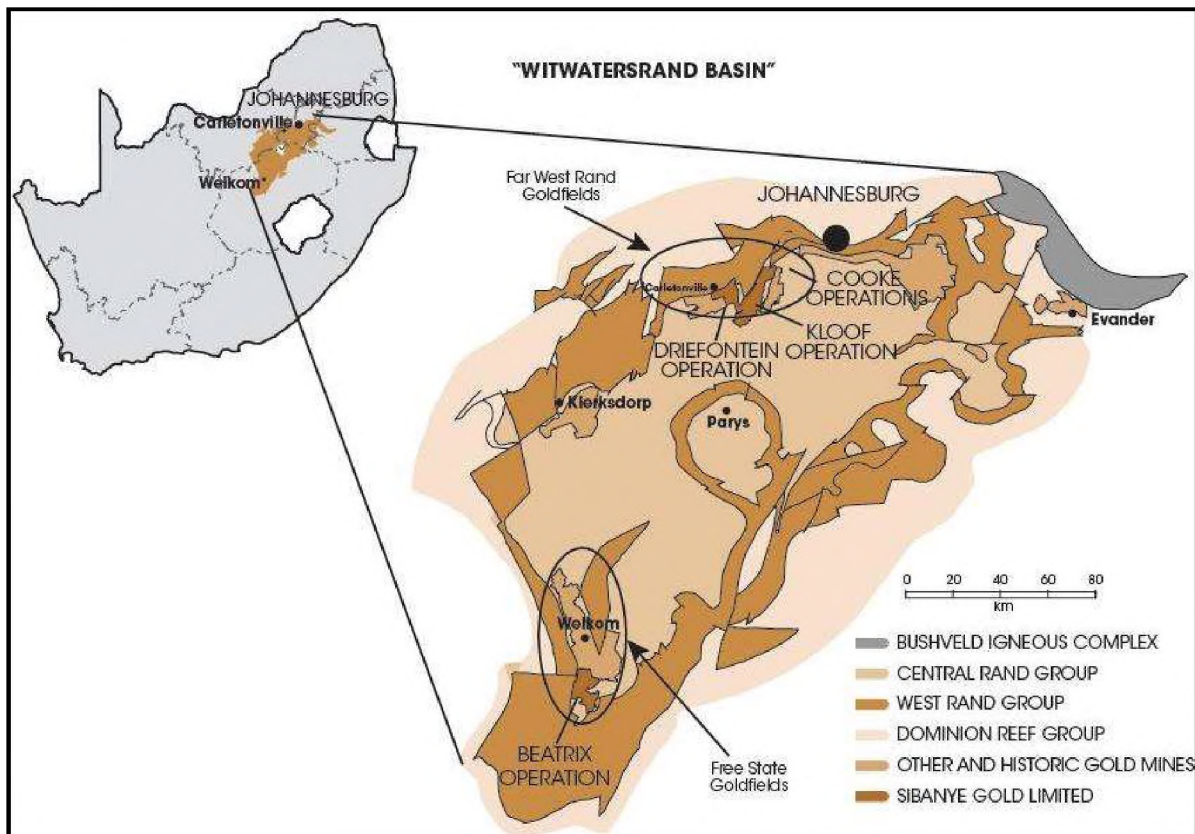 "WITWATERSRAND BASIN"
JOHANNESBURG
Carletonville
Welkom
Far West Rand
Goldfields
JOHANNESBURG
Carletonville
COOKE
OPERATIONS
KLOOF
OPERATION
DRIEFONTEIN
OPERATION
Evander
Klerksdorp
Parys
Welkom
BEATRIX
OPERATION
Free State
Goldfields
0 20 40 60 80
km
BUSHVELD IGNEOUS COMPLEX
CENTRAL RAND GROUP
WEST RAND GROUP
DOMINION REEF GROUP
OTHER AND HISTORIC GOLD MINES
SIBANYE GOLD LIMITED